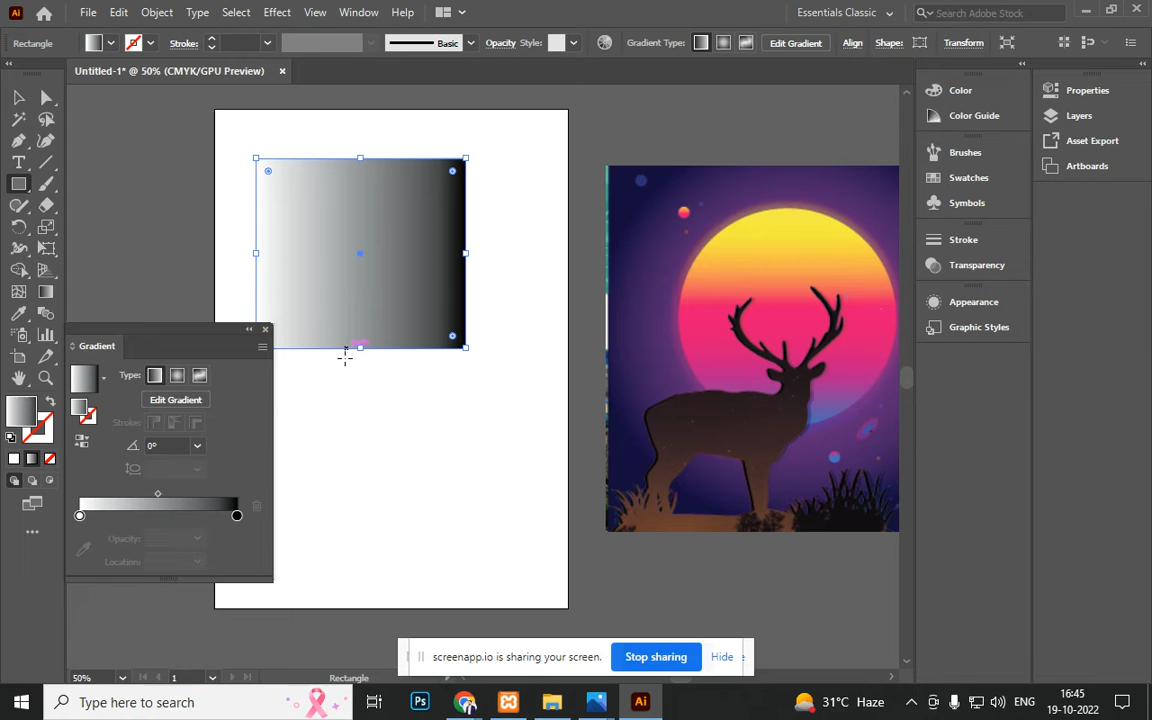 Ai File Edit Object Type Select Effect View Window Help Essentials Classic Search Adobe Stock
Rectangle Stroke: Basic Opacity Style: Gradient Type: Edit Gradient Align Shape: Transform
Untitled-1* @ 50% (CMYK/GPU Preview)
Color
Color Guide
Brushes
Swatches
Symbols
Stroke
Transparency
Appearance
Graphic Styles
Properties
Layers
Asset Export
Artboards
Gradient
Type:
Edit Gradient
Strokes:
0°
Opacity:
Location:
screenapp.io is sharing your screen. Stop sharing Hide
50% 1 Rectangle
Type here to search Ps Ai 31°C Haze ENG
16:45
19-10-2022